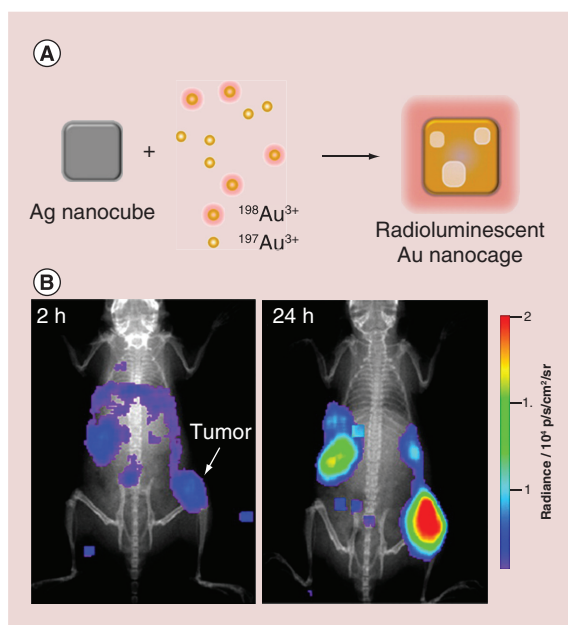 A
+
Ag nanocube
¹⁹⁸Au³⁺
¹⁹⁷Au³⁺
Radioluminescent
Au nanocage
B
2 h
Tumor
24 h
2
1.
1
Radiance / 10⁴ p/s/cm²/sr